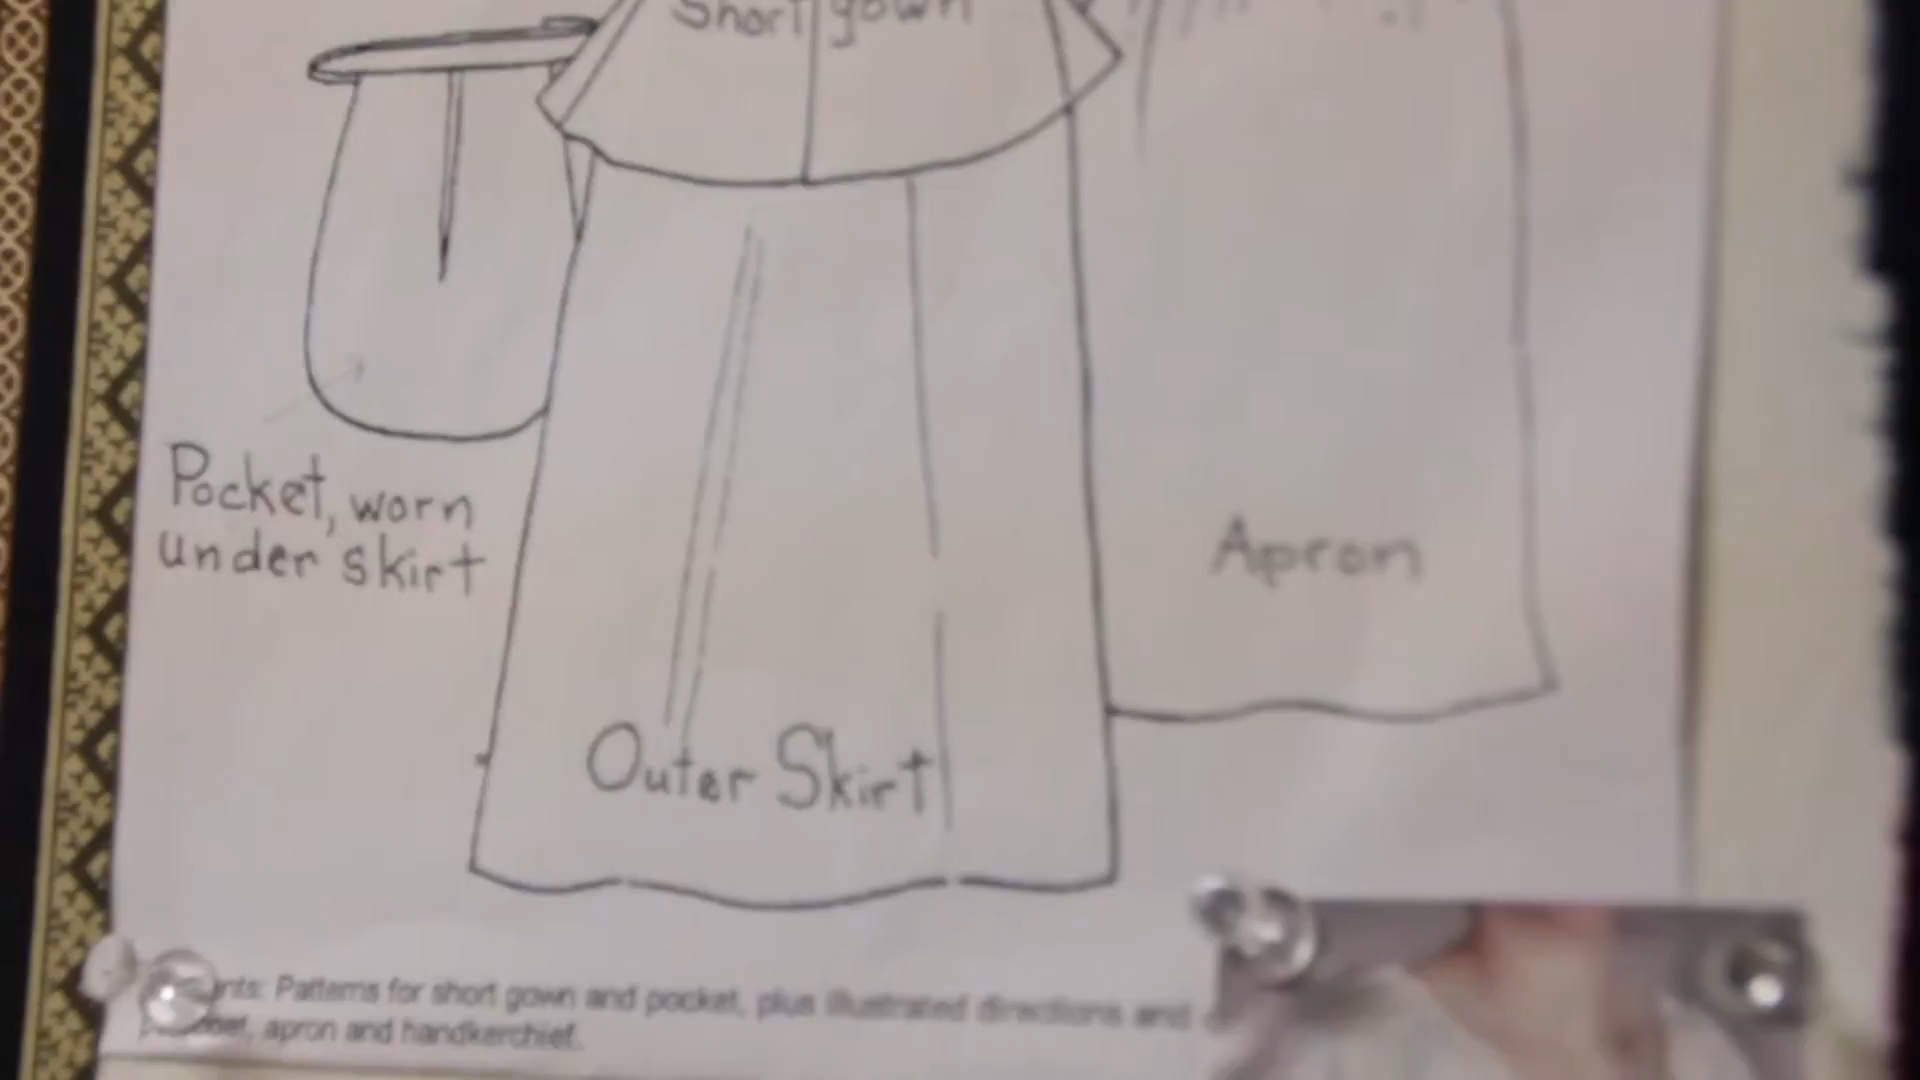 Short gown
Pocket, worn
under skirt
Apron
Outer Skirt
Patterns for short gown and pocket, plus illustrated directions and
apron and handkerchief.